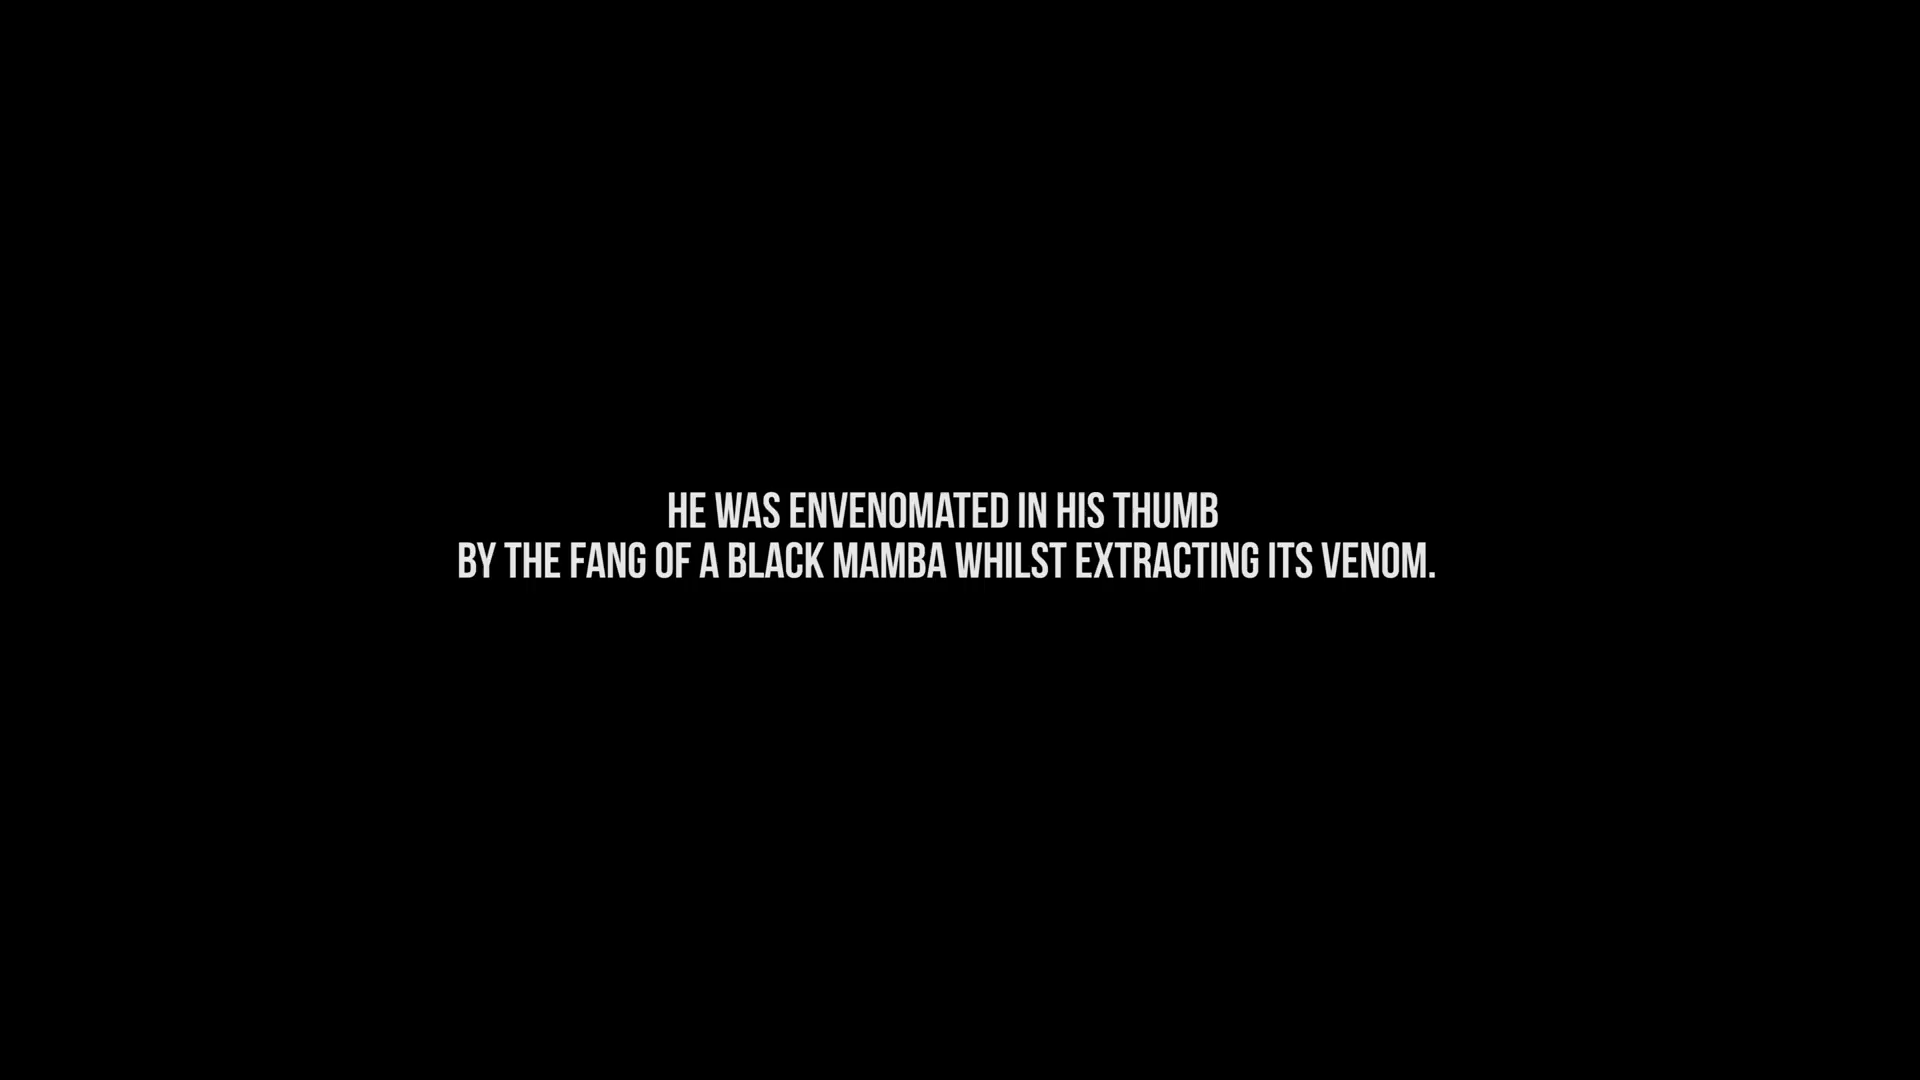 HE WAS ENVENOMATED IN HIS THUMB
BY THE FANG OF A BLACK MAMBA WHILST EXTRACTING ITS VENOM.